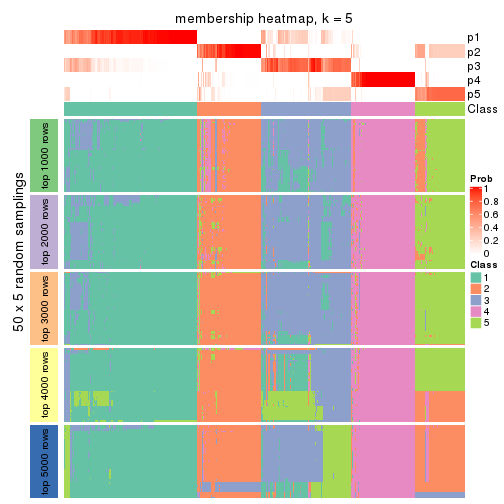 membership heatmap, k = 5
p1
p2
p3
p4
p5
Class
50 x 5 random samplings
top 1000 rows
top 2000 rows
top 3000 rows
top 4000 rows
top 5000 rows
Prob
1
0.8
0.6
0.4
0.2
0
Class
1
2
3
4
5